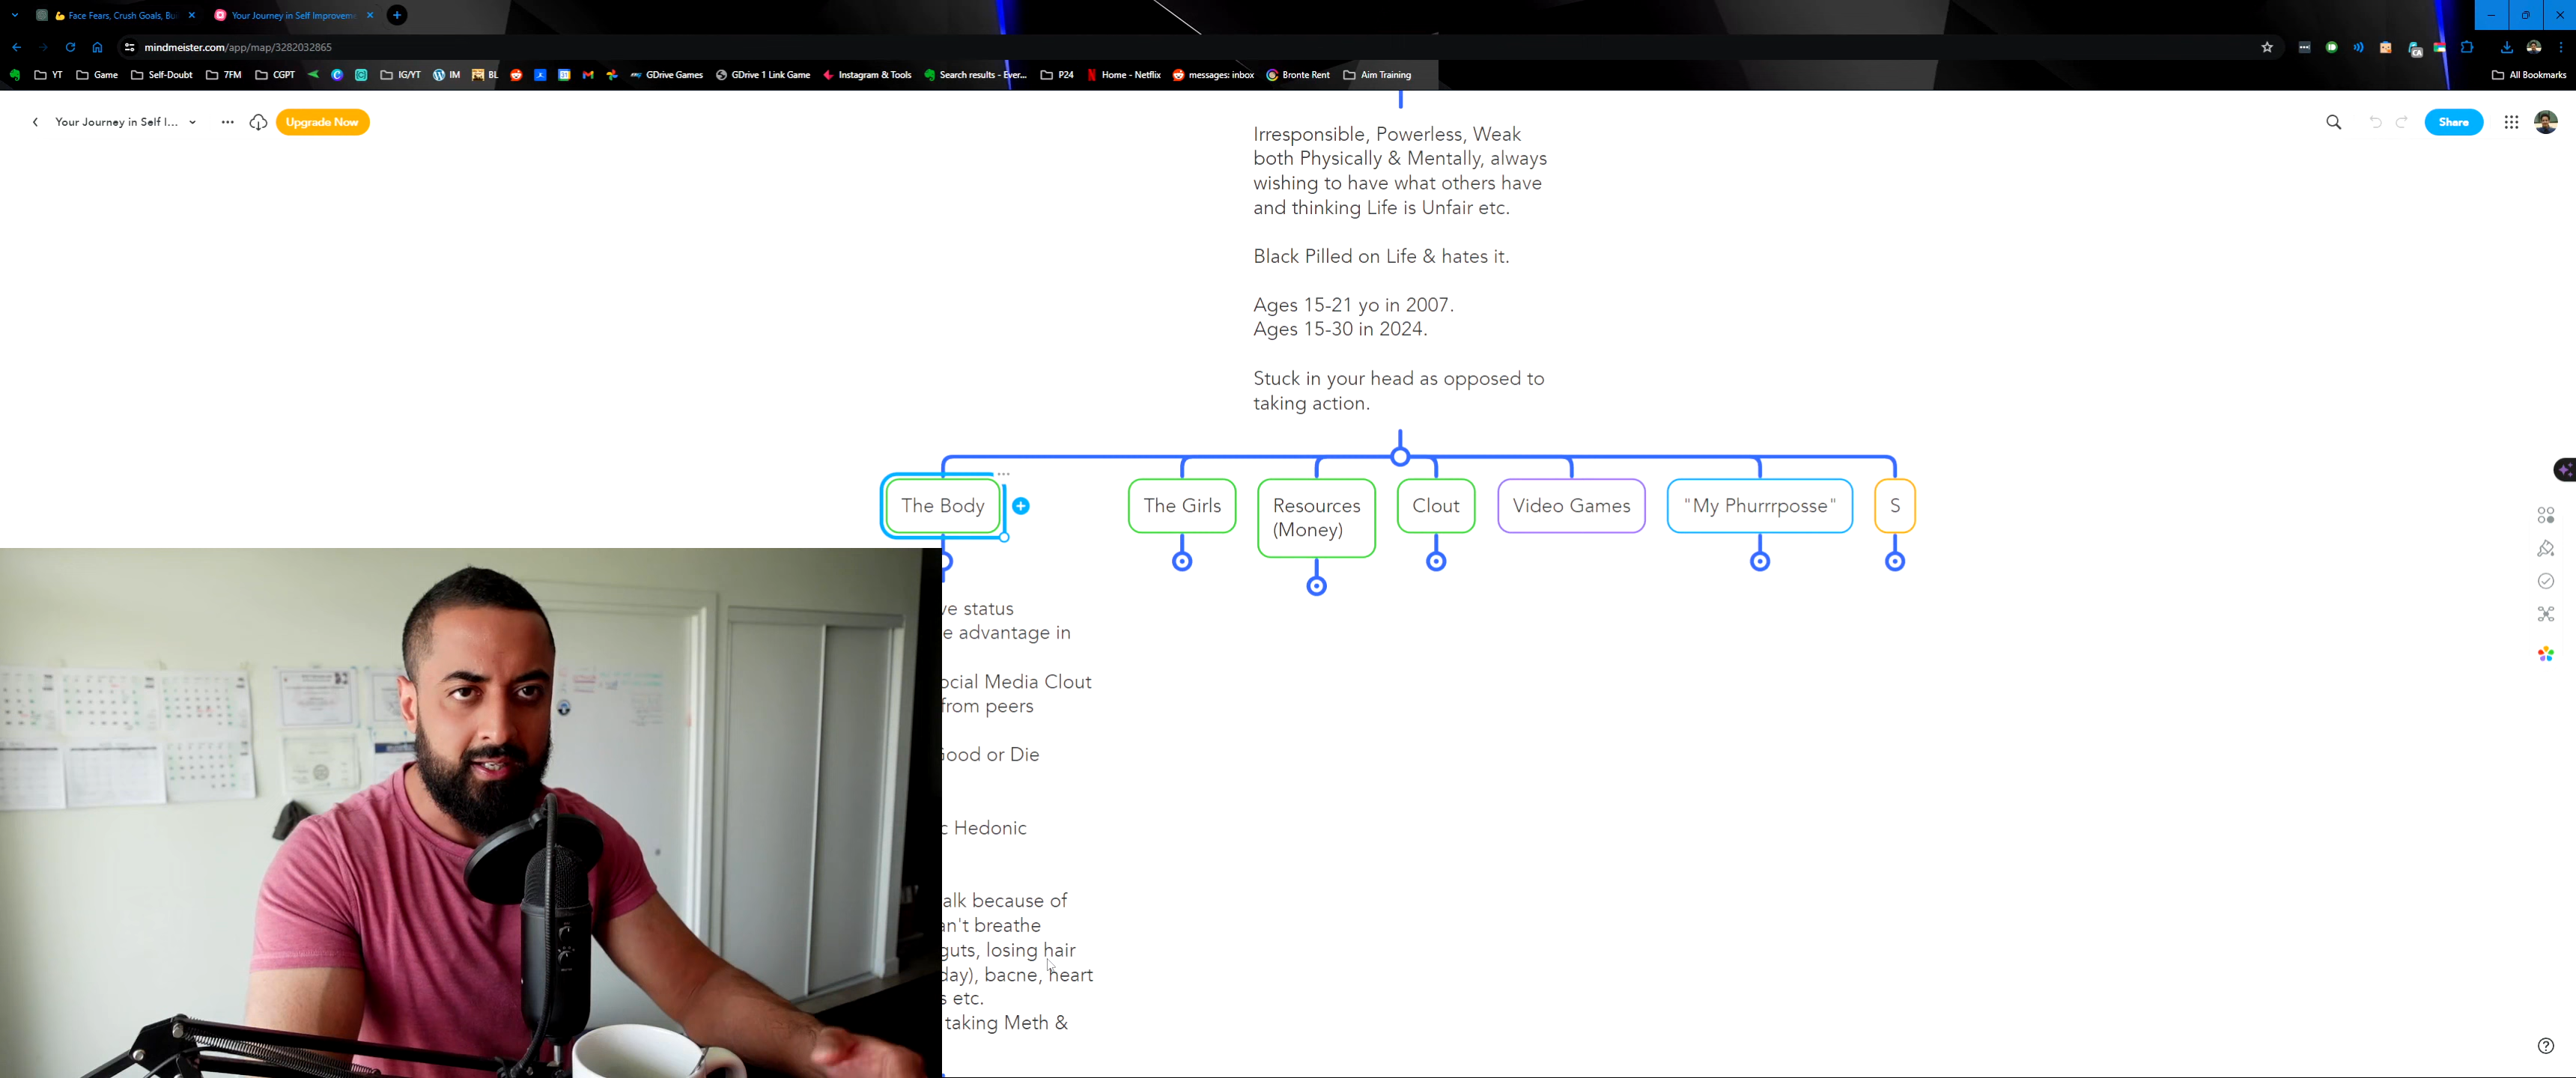 💪 Face Fears, Crush Goals, Bu
Your Journey in Self Improveme
mindmeister.com/app/map/3282032865
YT
Game
Self-Doubt
7FM
CGPT
IG/YT
IM
BL
GDrive Games
GDrive 1 Link Game
Instagram & Tools
Search results - Ever...
P24
Home - Netflix
messages: inbox
Bronte Rent
Aim Training
All Bookmarks
Your Journey in Self I...
Upgrade Now
Share
Irresponsible, Powerless, Weak
both Physically & Mentally, always
wishing to have what others have
and thinking Life is Unfair etc.
Black Pilled on Life & hates it.
Ages 15-21 yo in 2007.
Ages 15-30 in 2024.
Stuck in your head as opposed to
taking action.
The Body
The Girls
Resources
(Money)
Clout
Video Games
"My Phurrrposse"
S
ve status
e advantage in
ocial Media Clout
from peers
Good or Die
c Hedonic
alk because of
an't breathe
guts, losing hair
day), bacne, heart
s etc.
taking Meth &